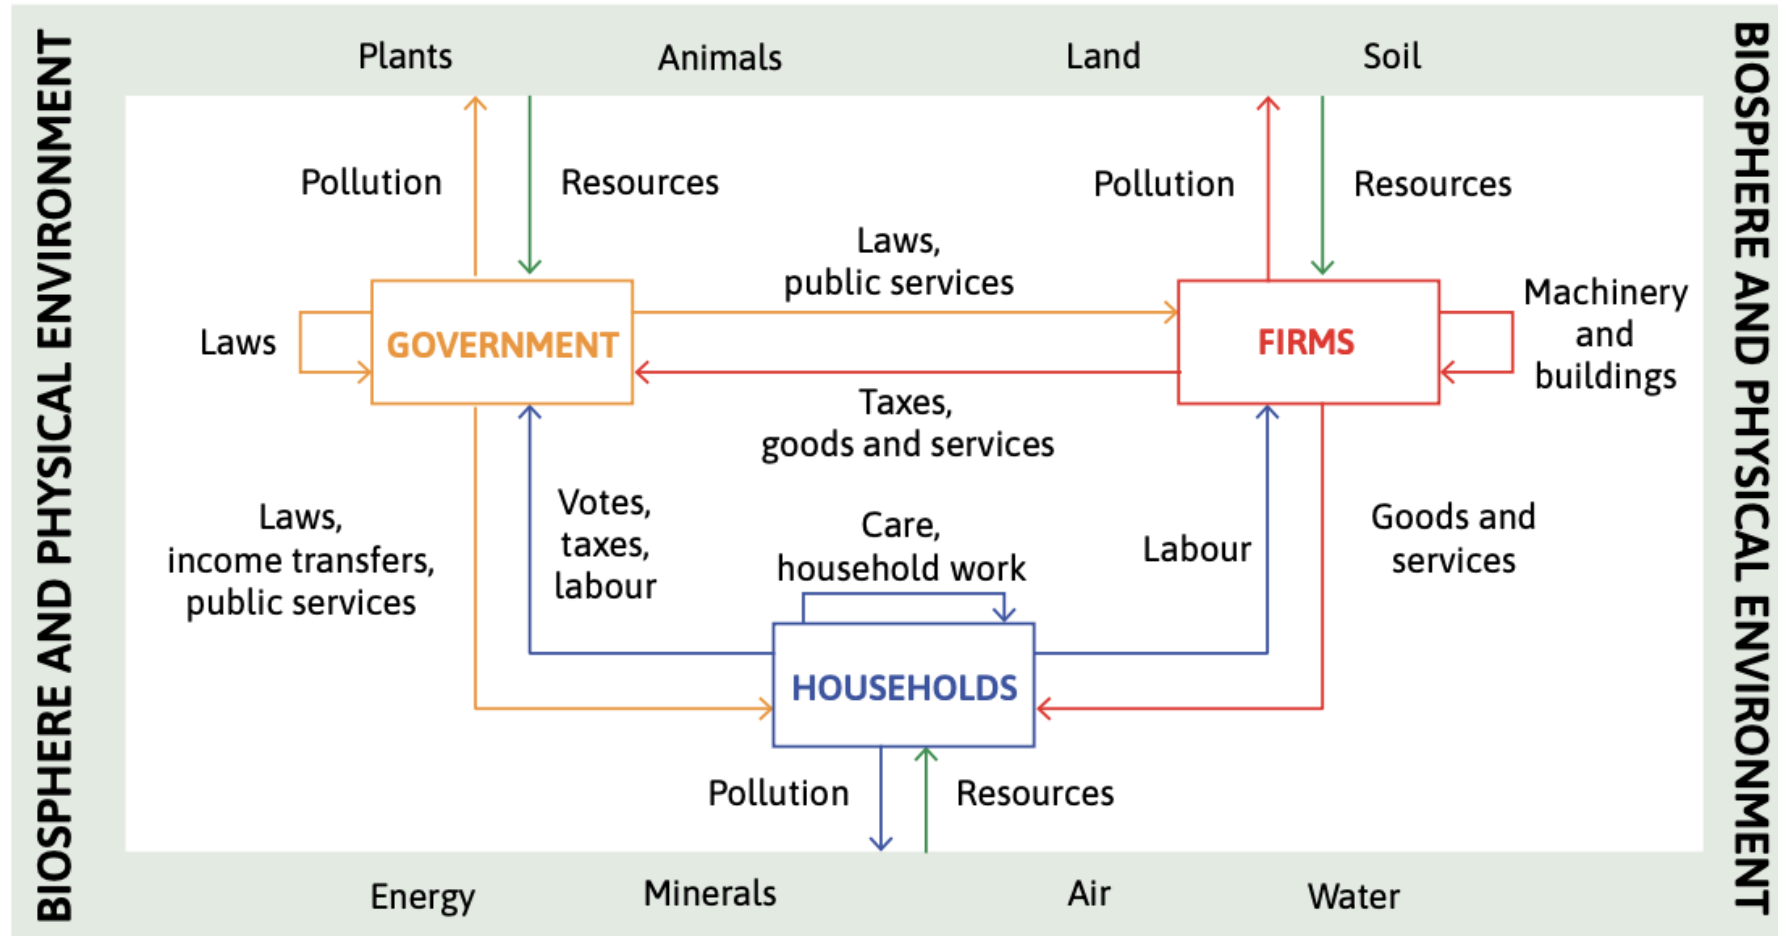 BIOSPHERE AND PHYSICAL ENVIRONMENT
Plants
Animals
Land
Soil
BIOSPHERE AND PHYSICAL ENVIRONMENT
Pollution
Resources
Pollution
Resources
Laws,
public services
Laws
GOVERNMENT
FIRMS
Machinery
and
buildings
Taxes,
goods and services
Laws,
income transfers,
public services
Votes,
taxes,
labour
Care,
household work
Labour
Goods and
services
HOUSEHOLDS
Pollution
Resources
Energy
Minerals
Air
Water